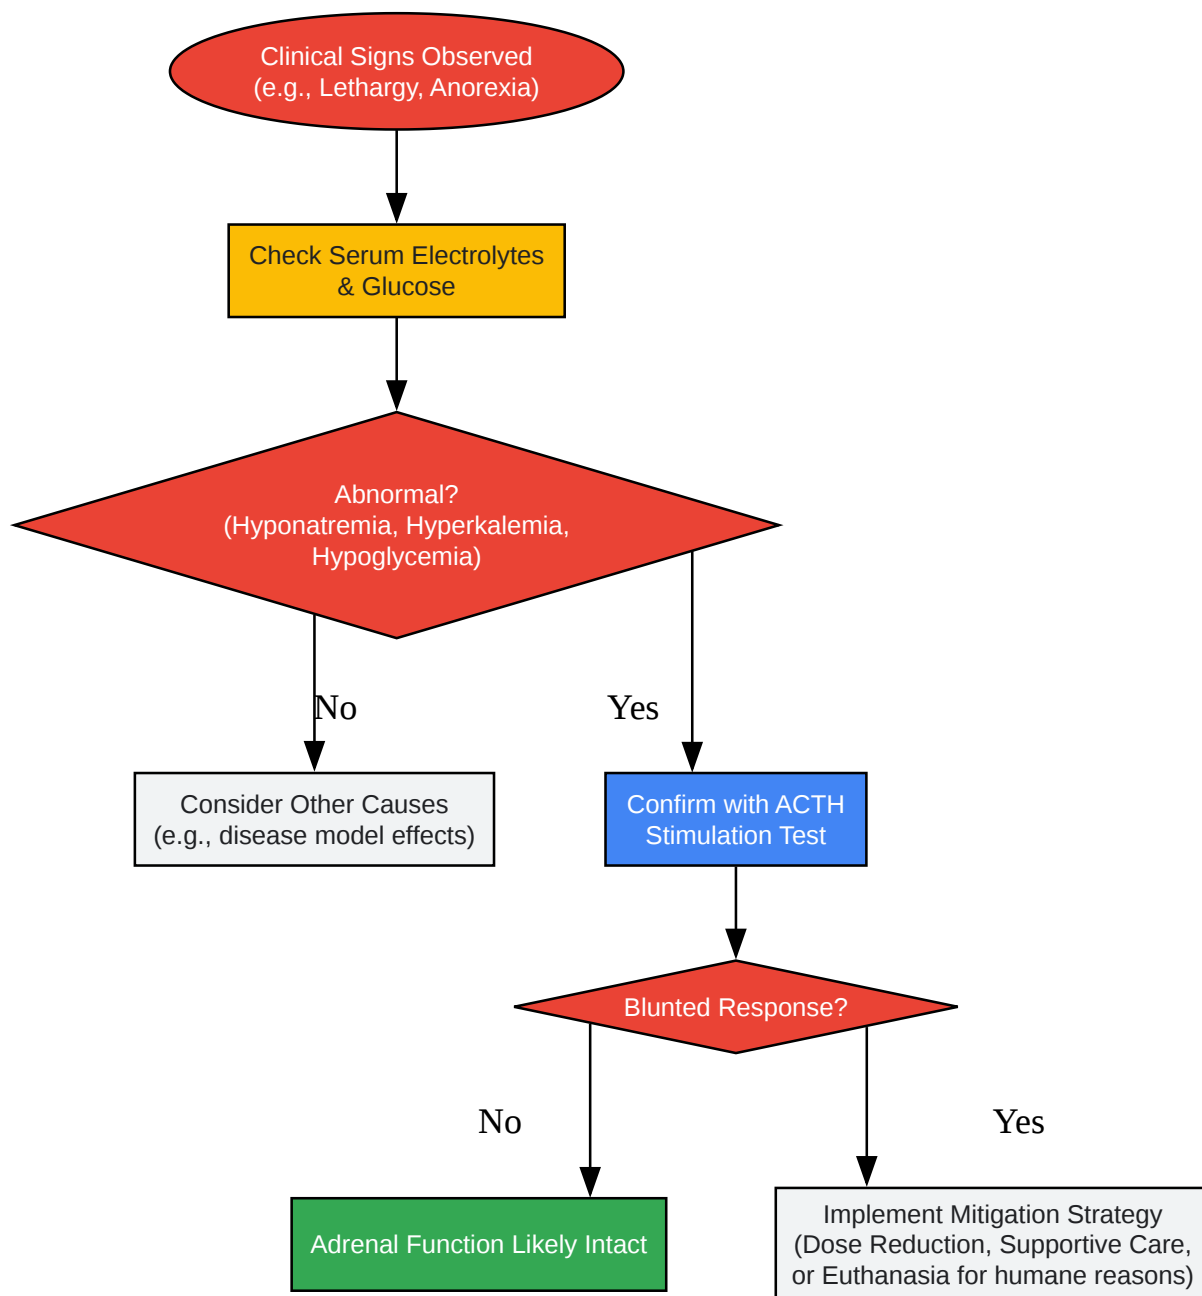 Clinical Signs Observed
(e.g., Lethargy, Anorexia)
Check Serum Electrolytes
& Glucose
Abnormal?
(Hyponatremia, Hyperkalemia,
Hypoglycemia)
No
Yes
Consider Other Causes
(e.g., disease model effects)
Confirm with ACTH
Stimulation Test
Blunted Response?
No
Yes
Adrenal Function Likely Intact
Implement Mitigation Strategy
(Dose Reduction, Supportive Care,
or Euthanasia for humane reasons)